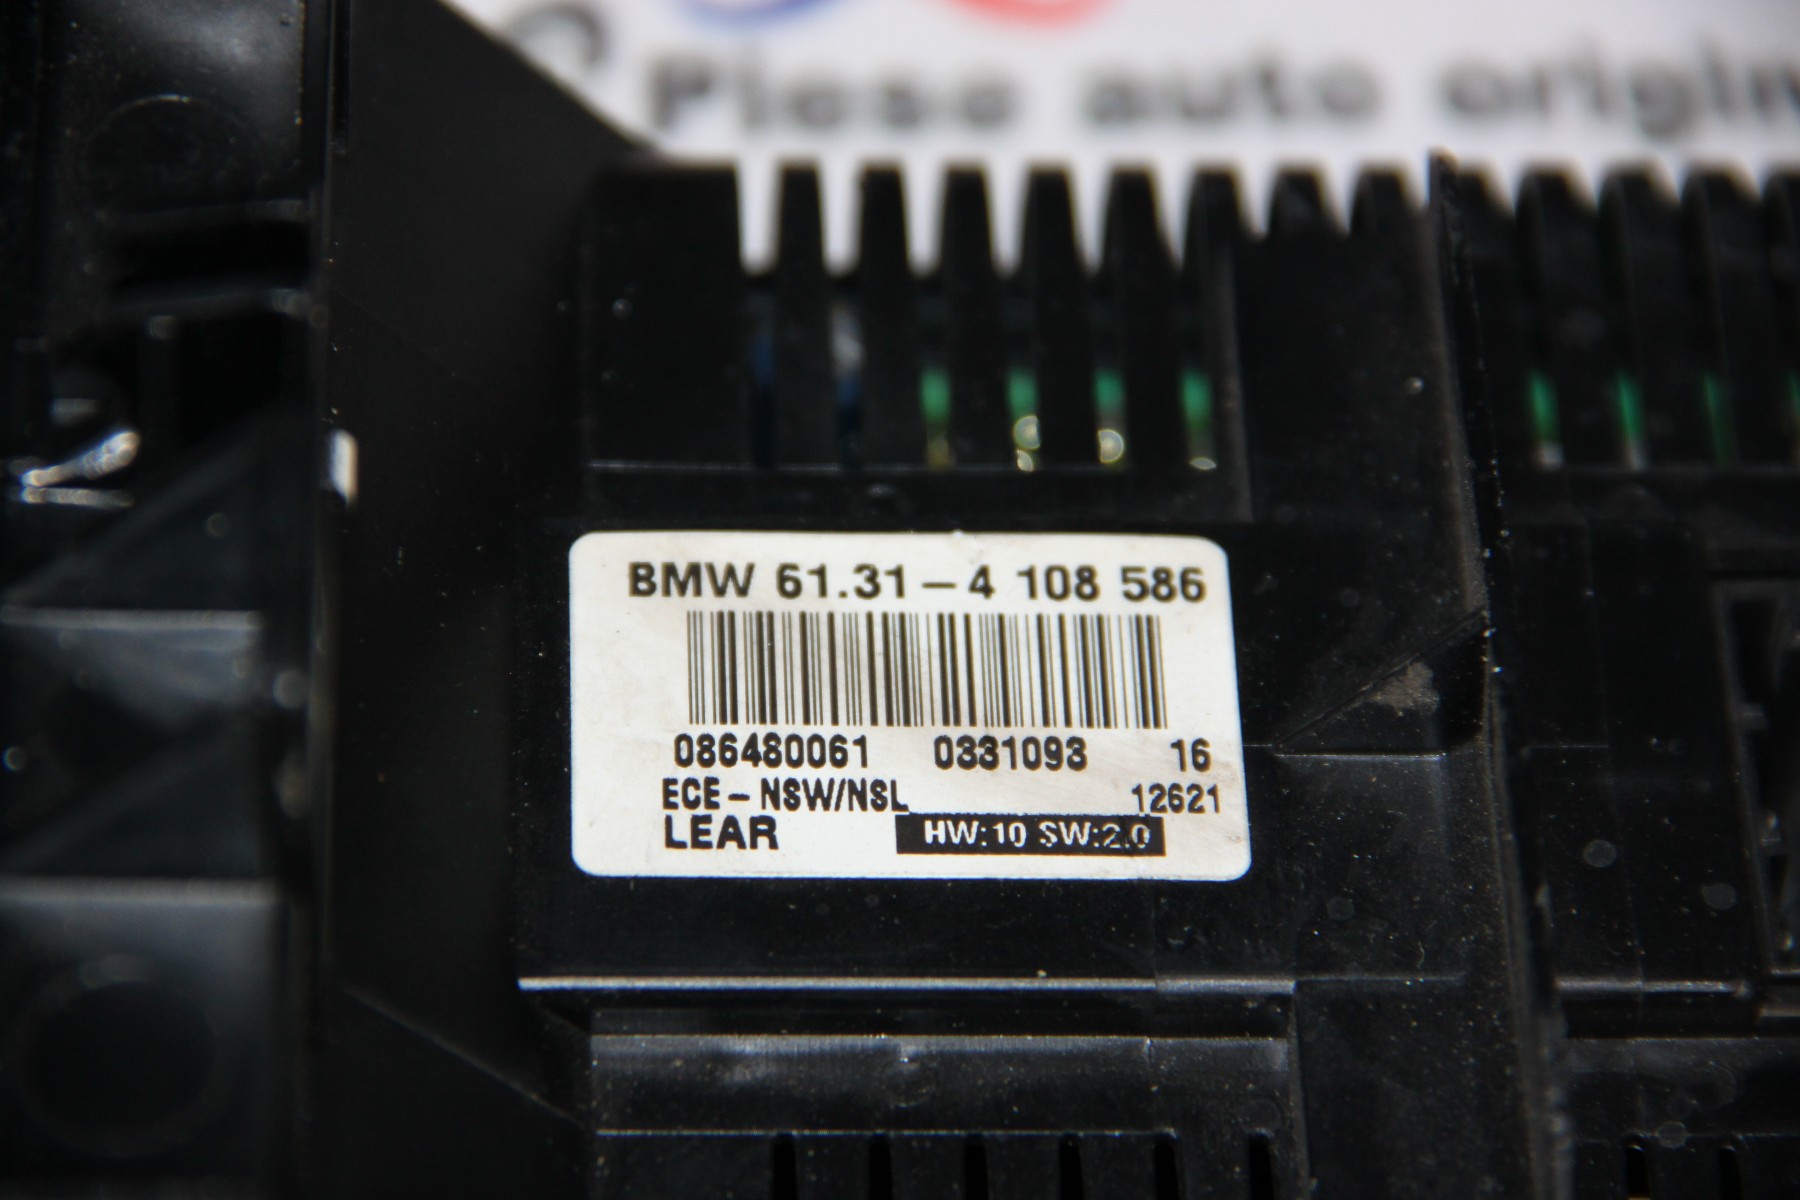 Piese auto origin
BMW 61.31-4 108 586
086480061 0331093 16
ECE-NSW/NSL 12621
LEAR HW:10 SW:2.0